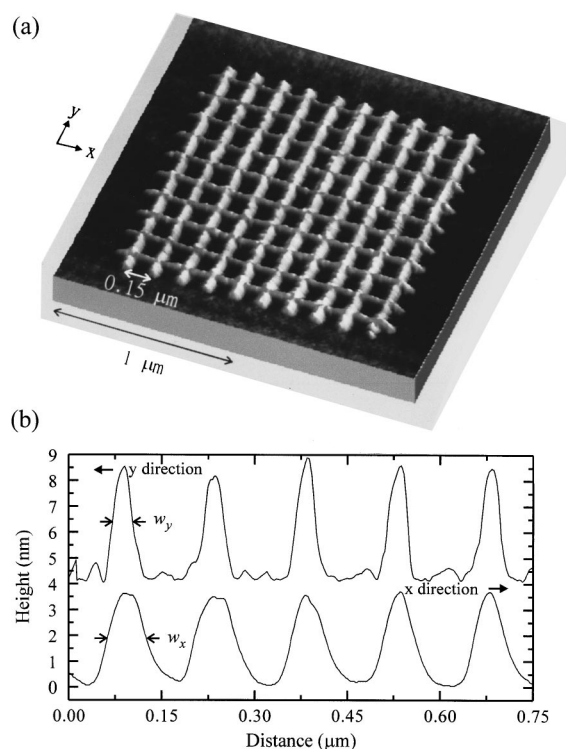 (a)
y
x
0.15 μm
1 μm
(b)
9
8
7
6
5
4
3
2
1
0
Height (nm)
y direction
w_y
x direction
w_x
0.00 0.15 0.30 0.45 0.60 0.75
Distance (μm)